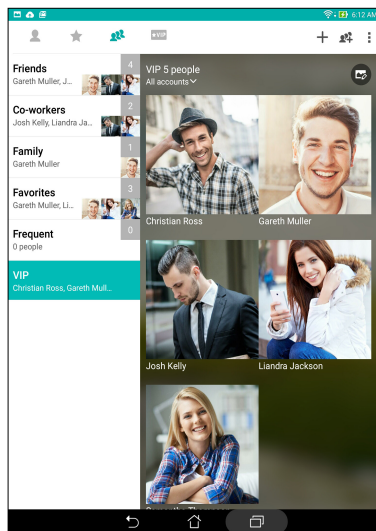 6:12 AM
VIP
Friends
4
Gareth Muller, J...
Co-workers
2
Josh Kelly, Liandra Ja...
Family
1
Gareth Muller
Favorites
3
Gareth Muller, Li...
Frequent
0
0 people
VIP
Christian Ross, Gareth Mull...
VIP 5 people
All accounts
Christian Ross
Gareth Muller
Josh Kelly
Liandra Jackson